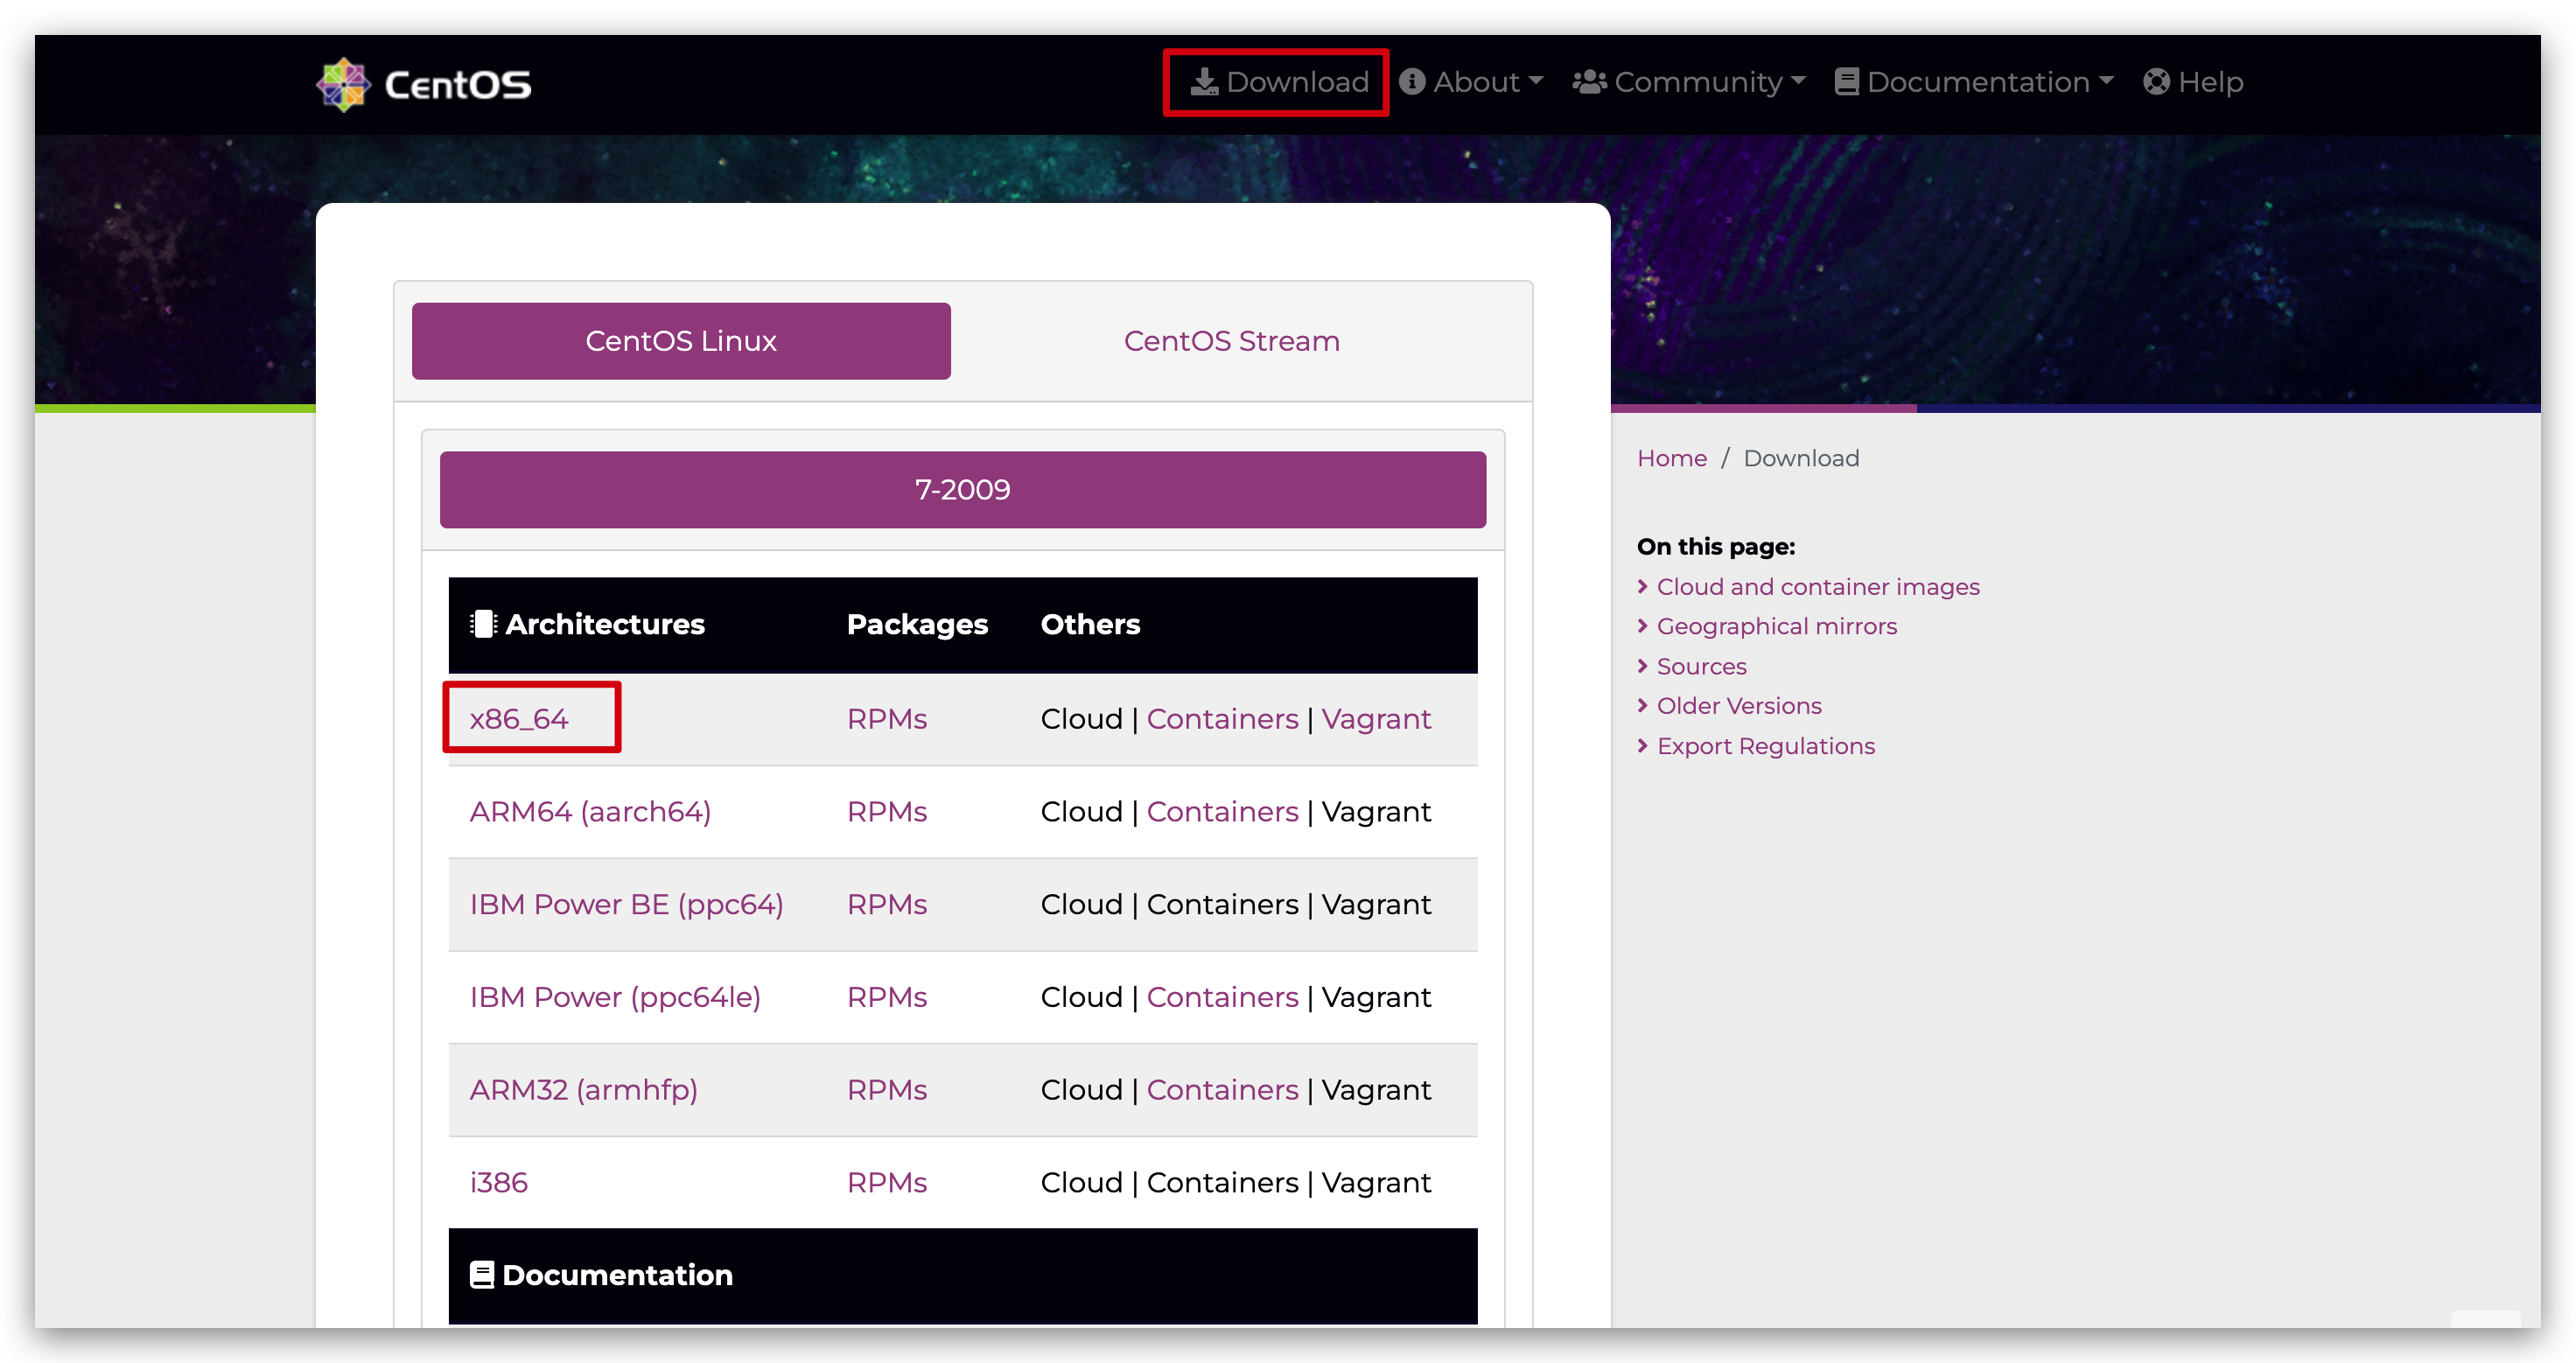 CentOS
Download About Community Documentation Help
CentOS Linux CentOS Stream
7-2009
Architectures Packages Others
x86_64 RPMs Cloud | Containers | Vagrant
ARM64 (aarch64) RPMs Cloud | Containers | Vagrant
IBM Power BE (ppc64) RPMs Cloud | Containers | Vagrant
IBM Power (ppc64le) RPMs Cloud | Containers | Vagrant
ARM32 (armhfp) RPMs Cloud | Containers | Vagrant
i386 RPMs Cloud | Containers | Vagrant
Documentation
Home / Download
On this page:
Cloud and container images
Geographical mirrors
Sources
Older Versions
Export Regulations